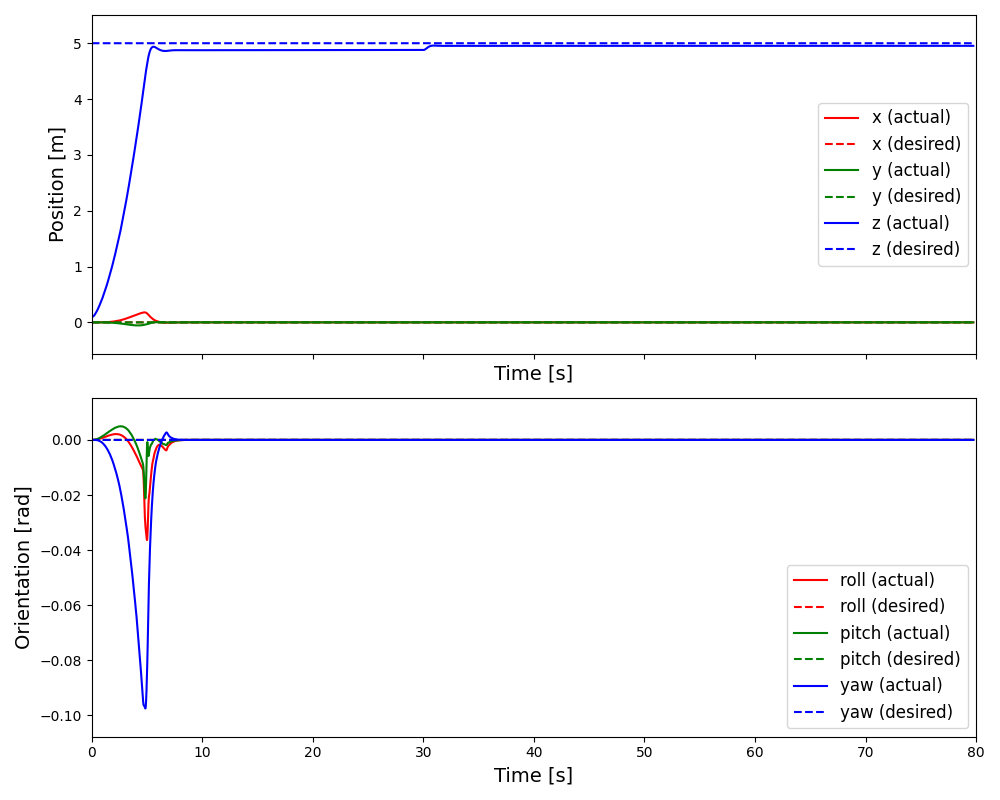 5
4
3
2
1
0
Position [m]
x (actual)
x (desired)
y (actual)
y (desired)
z (actual)
z (desired)
Time [s]
0.00
−0.02
−0.04
−0.06
−0.08
−0.10
Orientation [rad]
roll (actual)
roll (desired)
pitch (actual)
pitch (desired)
yaw (actual)
yaw (desired)
0 10 20 30 40 50 60 70 80
Time [s]